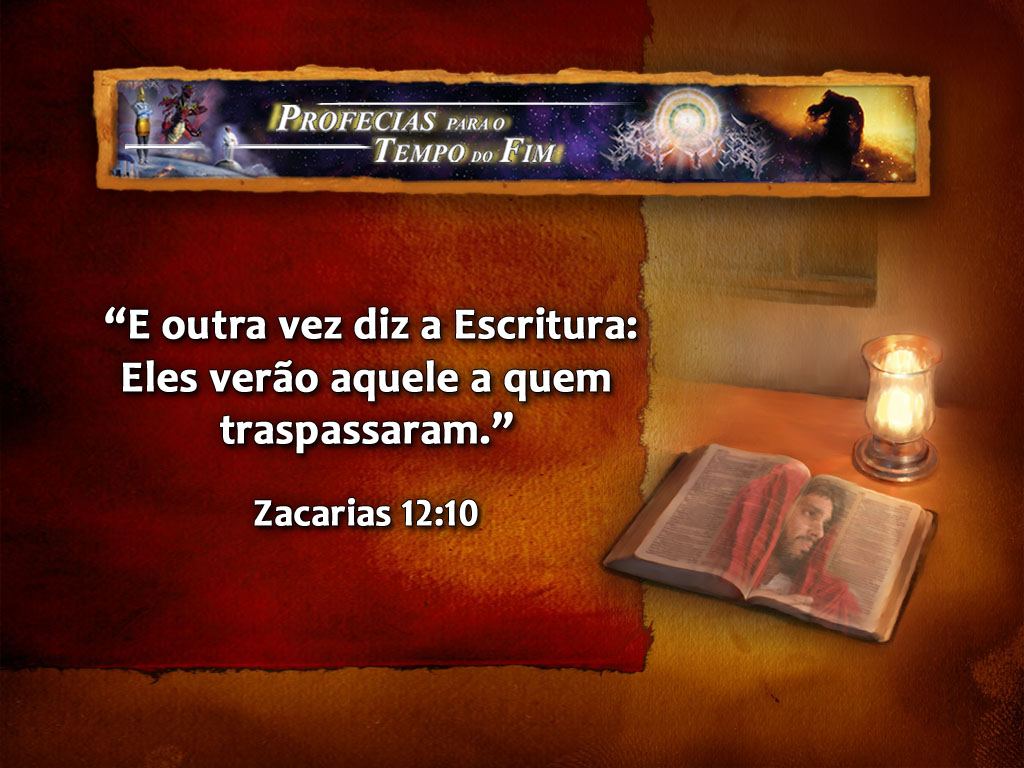 PROFECIAS PARA O
TEMPO DO FIM
“E outra vez diz a Escritura:
Eles verão aquele a quem
traspassaram.”
Zacarias 12:10